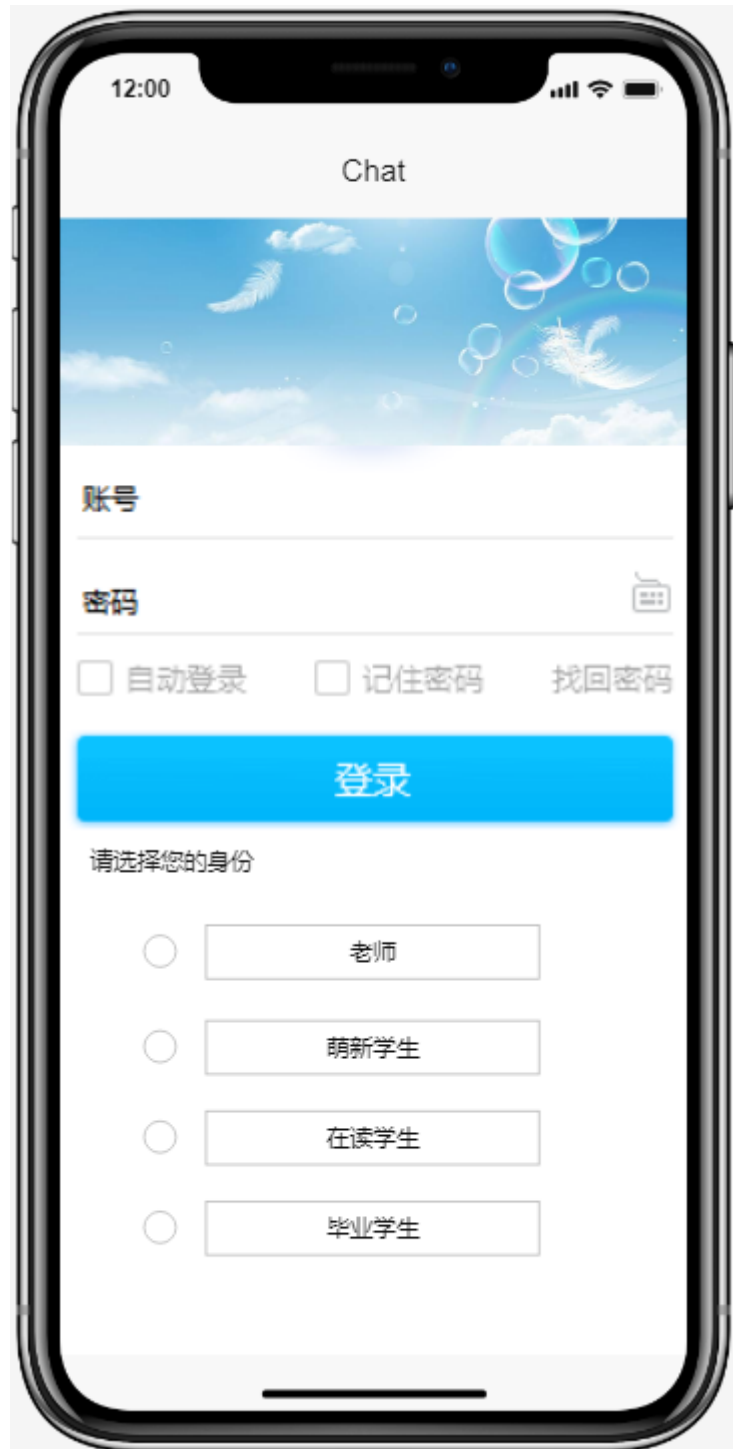 12:00
Chat
账号
密码
自动登录 记住密码 找回密码
登录
请选择您的身份
老师
萌新学生
在读学生
毕业学生